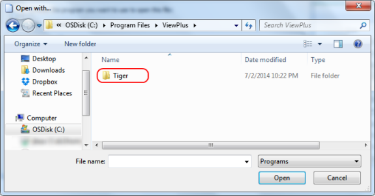 Open with...
« OSDisk (C:) ▸ Program Files ▸ ViewPlus ▸
Search ViewPlus
Organize ▾ New folder
Desktop
Downloads
Dropbox
Recent Places
Computer
OSDisk (C:)
Name Date modified Type
Tiger 7/2/2014 10:22 PM File folder
File name:
Programs
Open Cancel